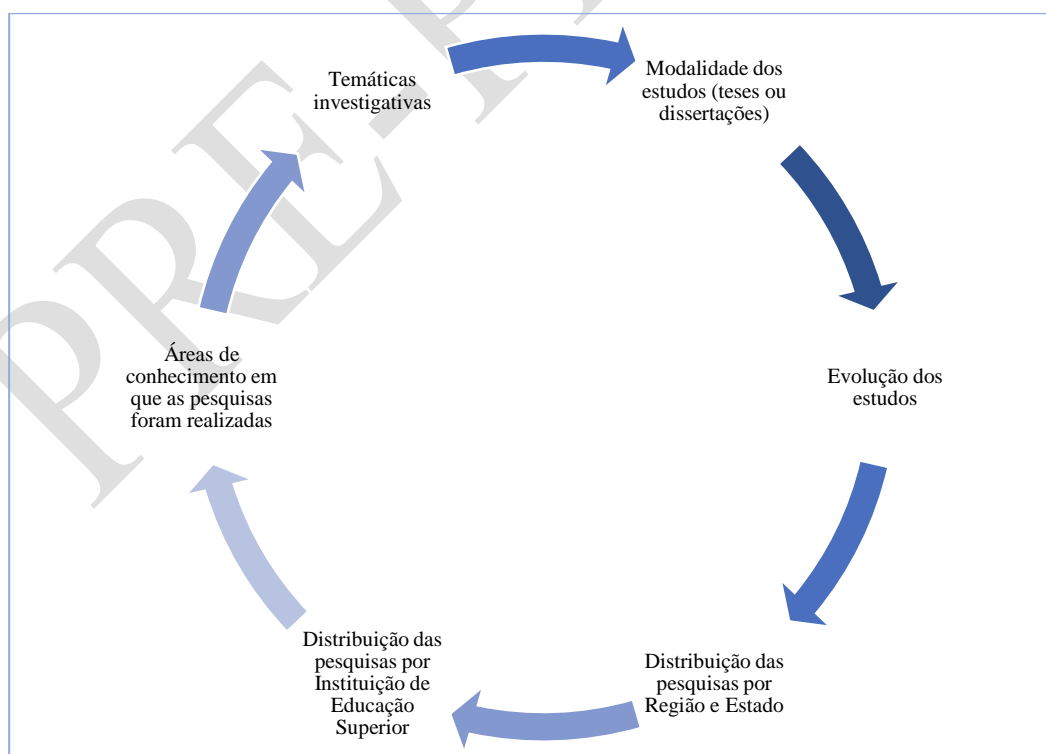 Temáticas
investigativas
Modalidade dos
estudos (teses ou
dissertações)
Evolução dos
estudos
Distribuição das
pesquisas por
Região e Estado
Distribuição das
pesquisas por
Instituição de
Educação
Superior
Áreas de
conhecimento em
que as pesquisas
foram realizadas
PRE-